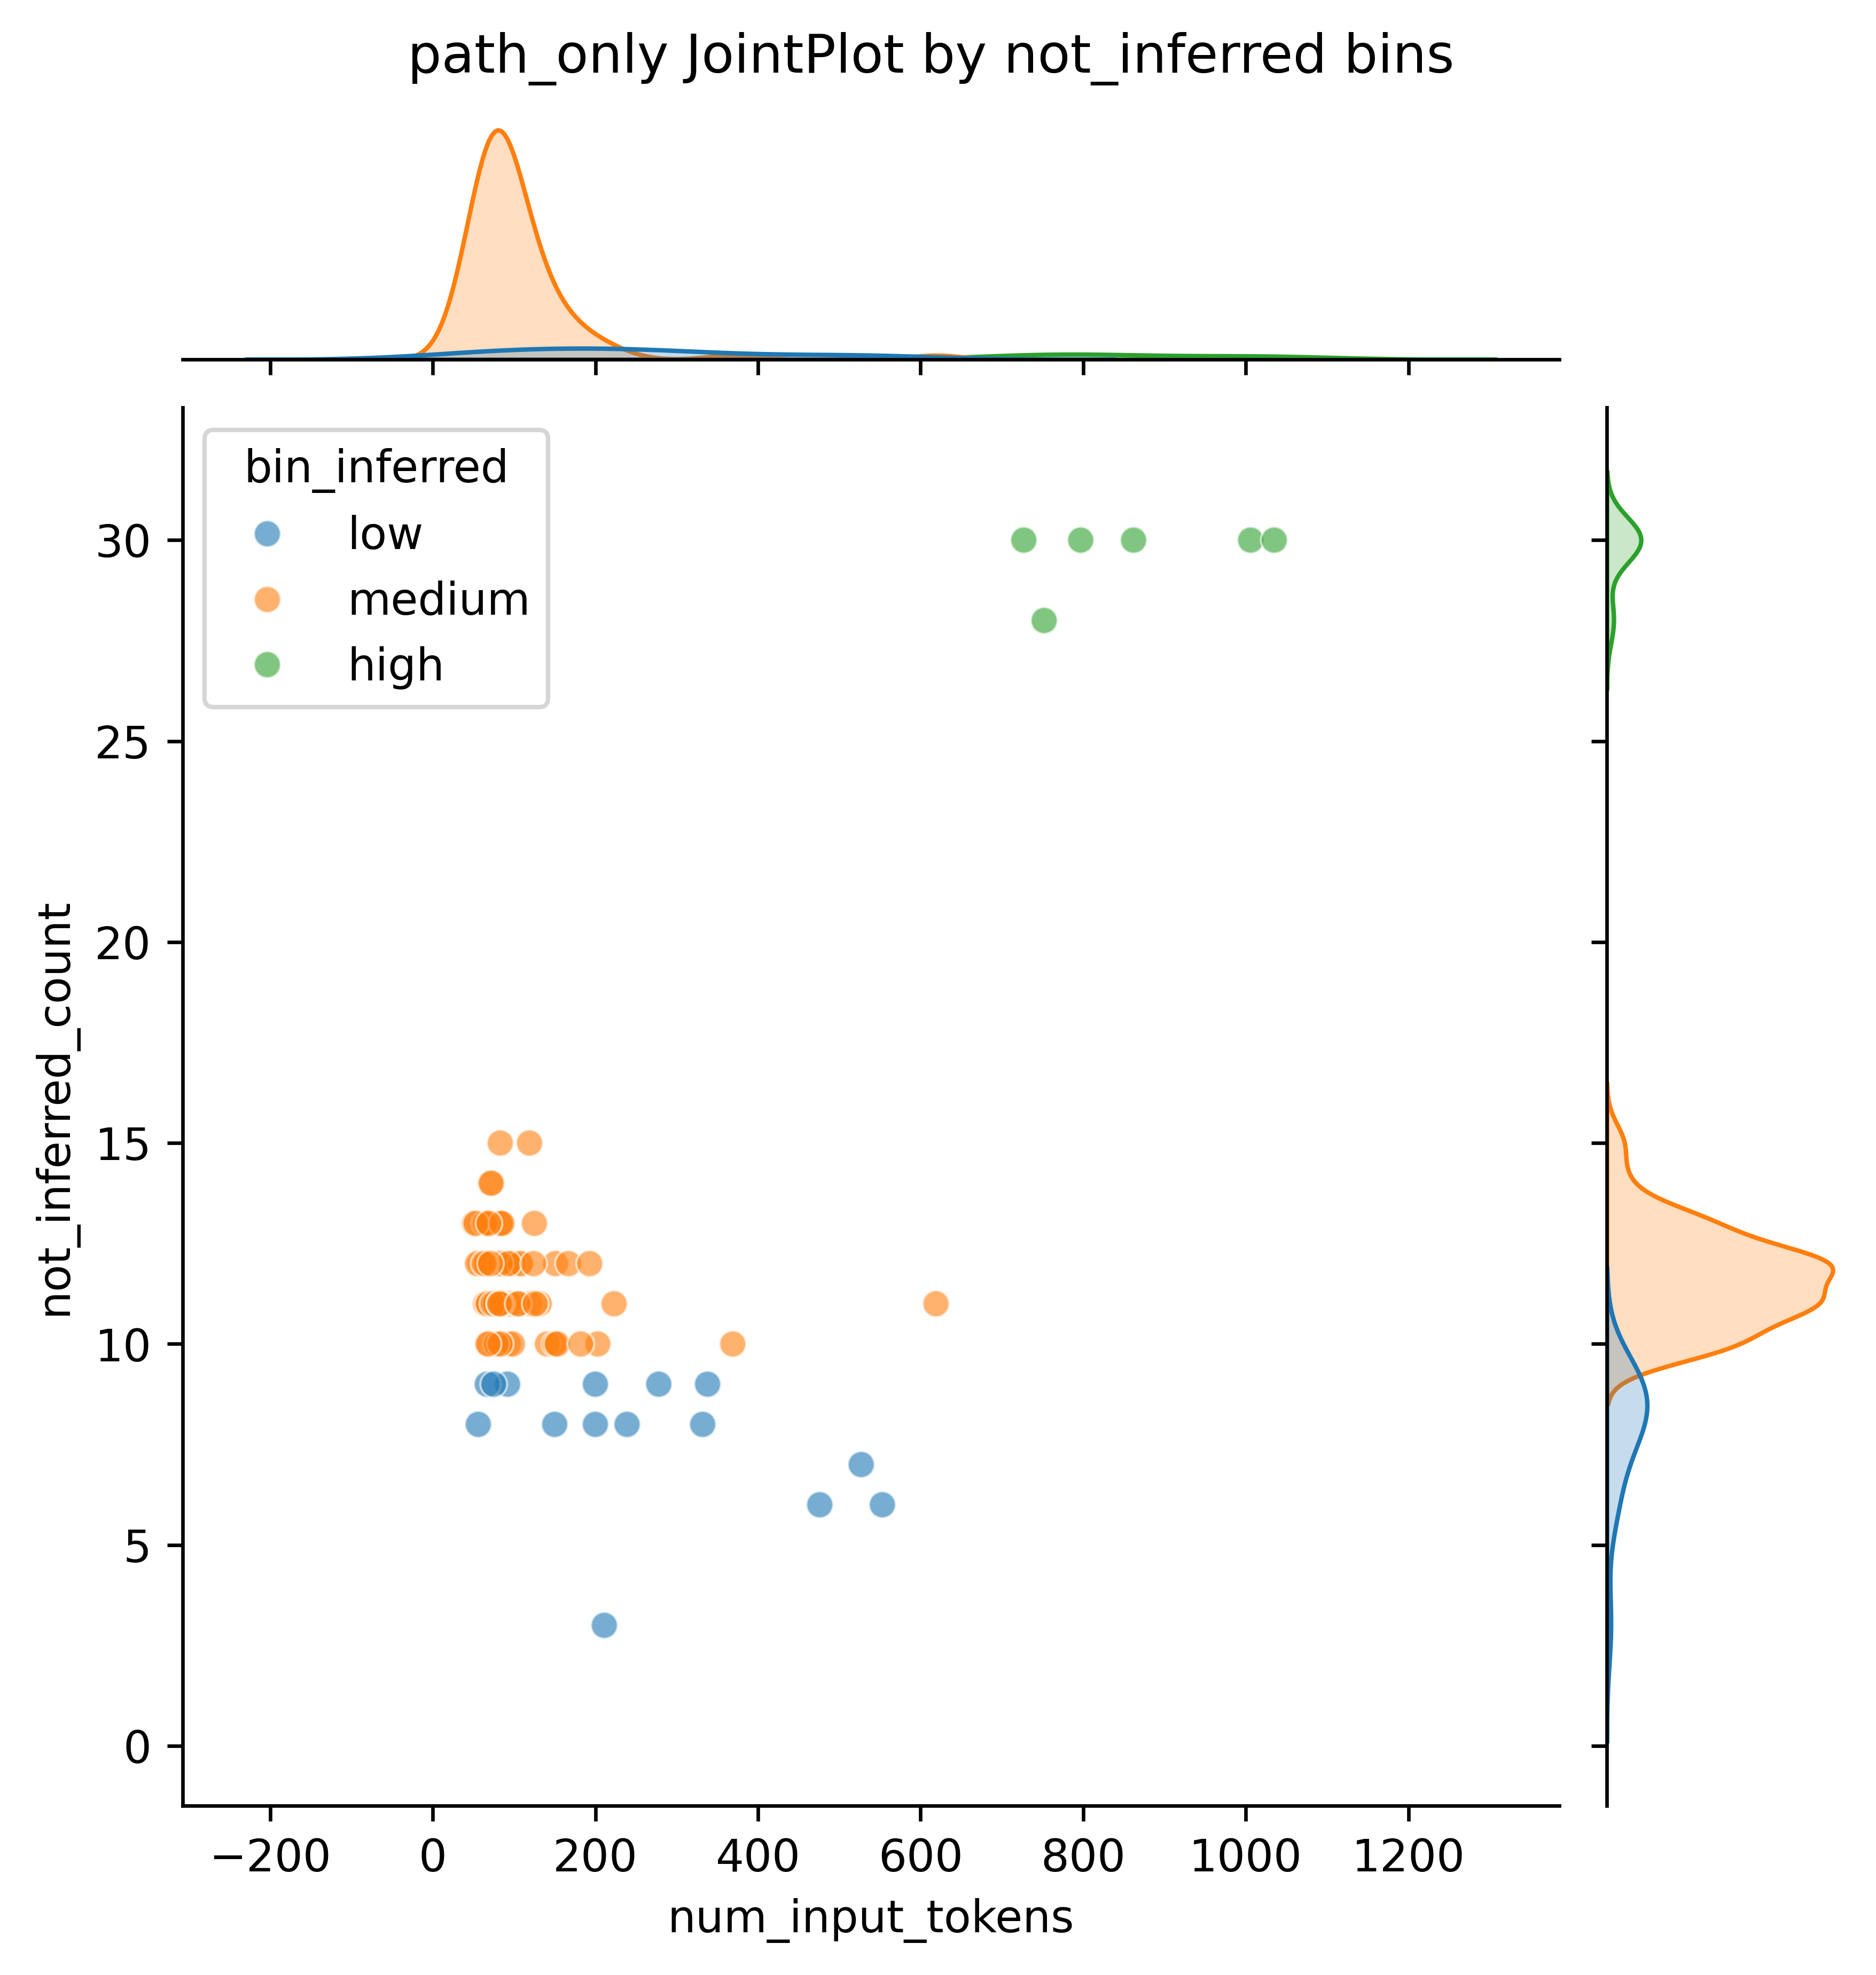 path_only JointPlot by not_inferred bins
bin_inferred
low
medium
high
30
25
20
15
10
5
0
not_inferred_count
−200
0
200
400
600
800
1000
1200
num_input_tokens